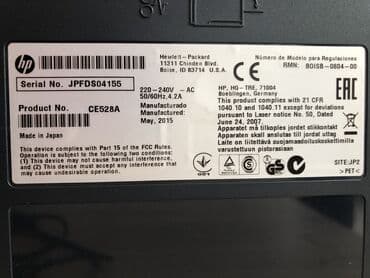 hp
Hewlett-Packard
11311 Chinden Blvd.
Boise, ID 83714 U.S.A.
Número de Modelo para Regulaciones
RMN: BOISB-0804-00
Serial No. JPFDS04155
220-240V ~ AC
50/60Hz, 4.2A
HP, HQ-TRE, 71004
Boeblingen, Germany
EAC
Product No. CE528A
Manufactured
Manufacturado
May, 2015
This product complies with 21 CFR
1040.10 and 1040.11 except for deviations
pursuant to Laser notice No. 50, Dated
June 24, 2007.
Made in Japan
Apparatet må tilkoples jordet stikkontakt
Apparaten skall anslutas till jordat uttag
Laite on liitettävä suojamaadoituskoskettimilla
varustettuun pistorasiaan
This device complies with Part 15 of the FCC Rules.
Operation is subject to the following two conditions:
(1) This device may not cause harmful interference, and
(2) This device must accept any interference
received, including interference that may cause
undesirable operation.
SITE:JP2
>PET<